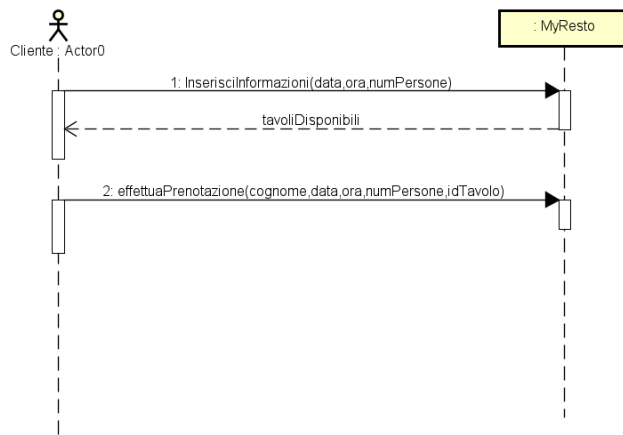 : MyResto
Cliente : Actor0
1: InserisciInformazioni(data,ora,numPersone)
tavoliDisponibili
2: effettuaPrenotazione(cognome,data,ora,numPersone,idTavolo)